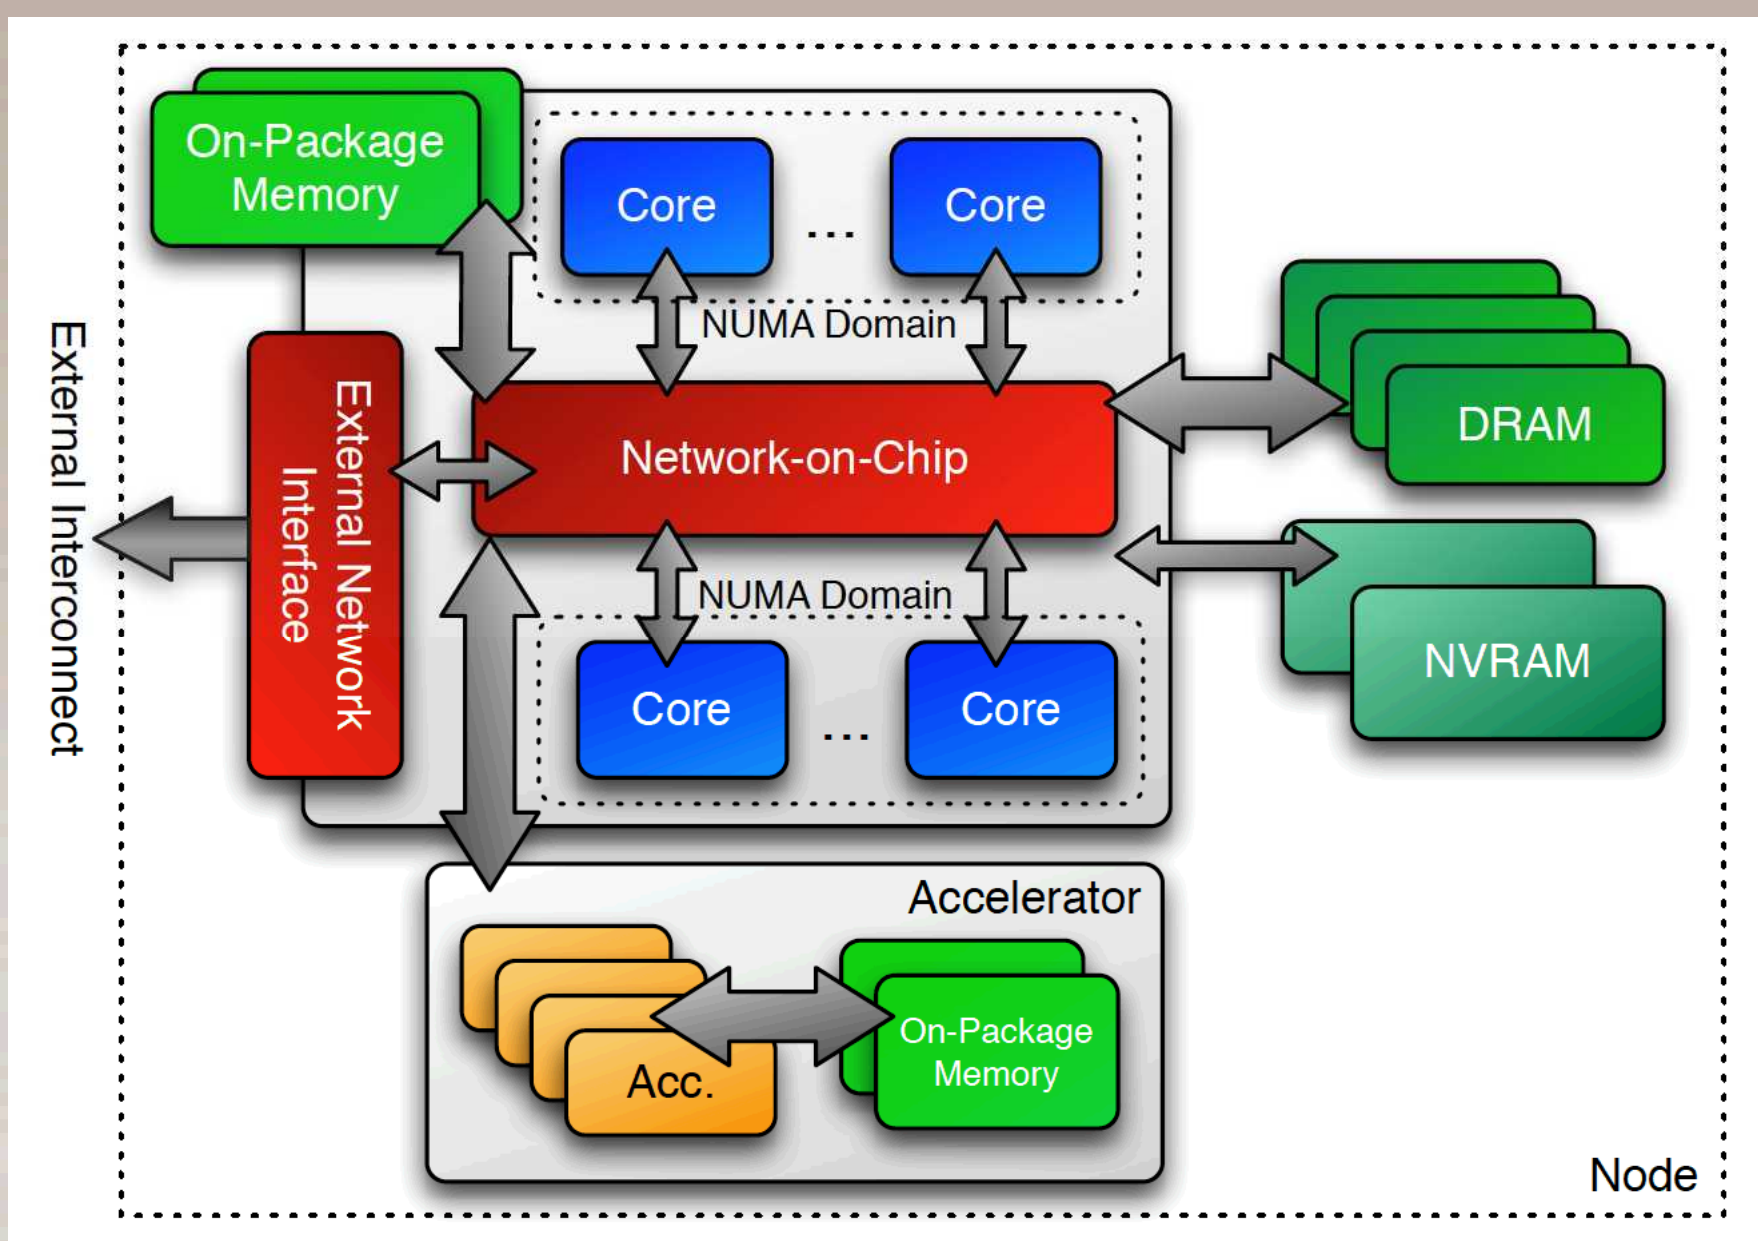 On-Package
Memory
Core
...
Core
NUMA Domain
External Interconnect
External Network
Interface
Network-on-Chip
DRAM
NVRAM
NUMA Domain
Core
...
Core
Accelerator
Acc.
On-Package
Memory
Node